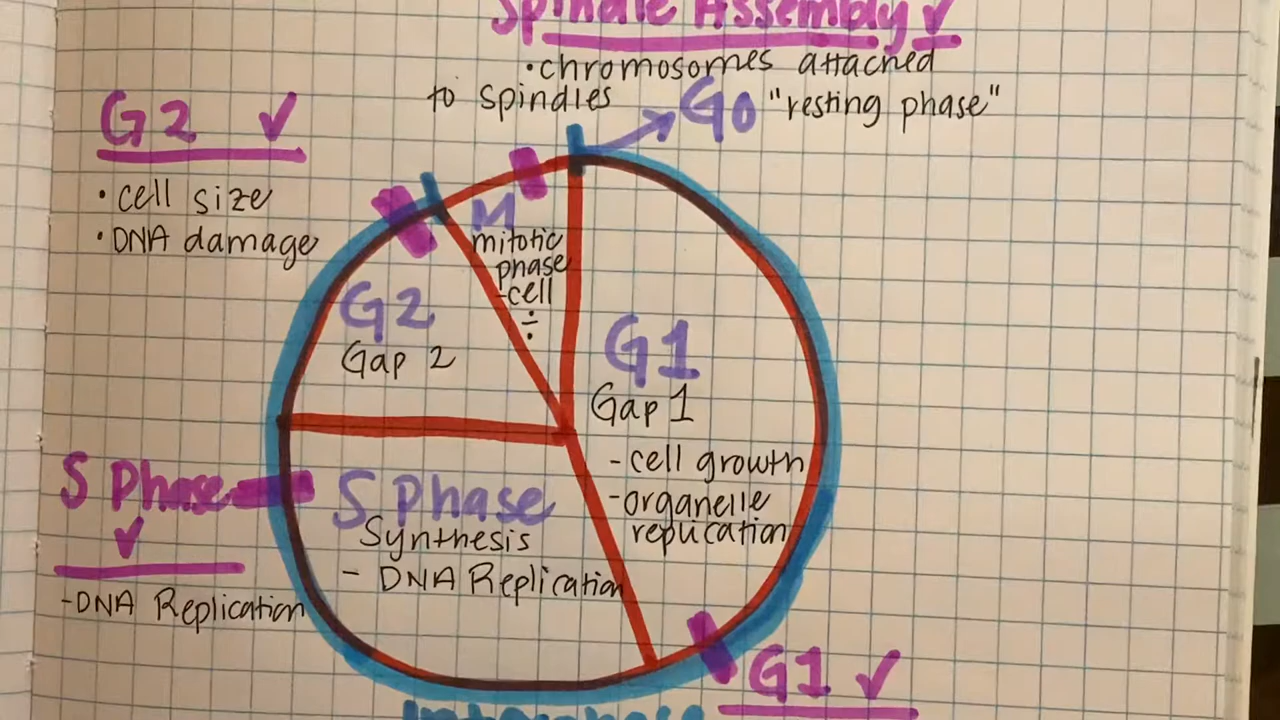 Spindle Assembly ✓
• chromosomes attached
to spindles
G0 "resting phase"
G2 ✓
• cell size
• DNA damage
M
mitotic
phase
-cell
÷
G2
Gap 2
G1
Gap 1
- cell growth
- organelle
replication
S Phase
✓
- DNA Replication
S Phase
Synthesis
- DNA Replication
G1 ✓
Interphase